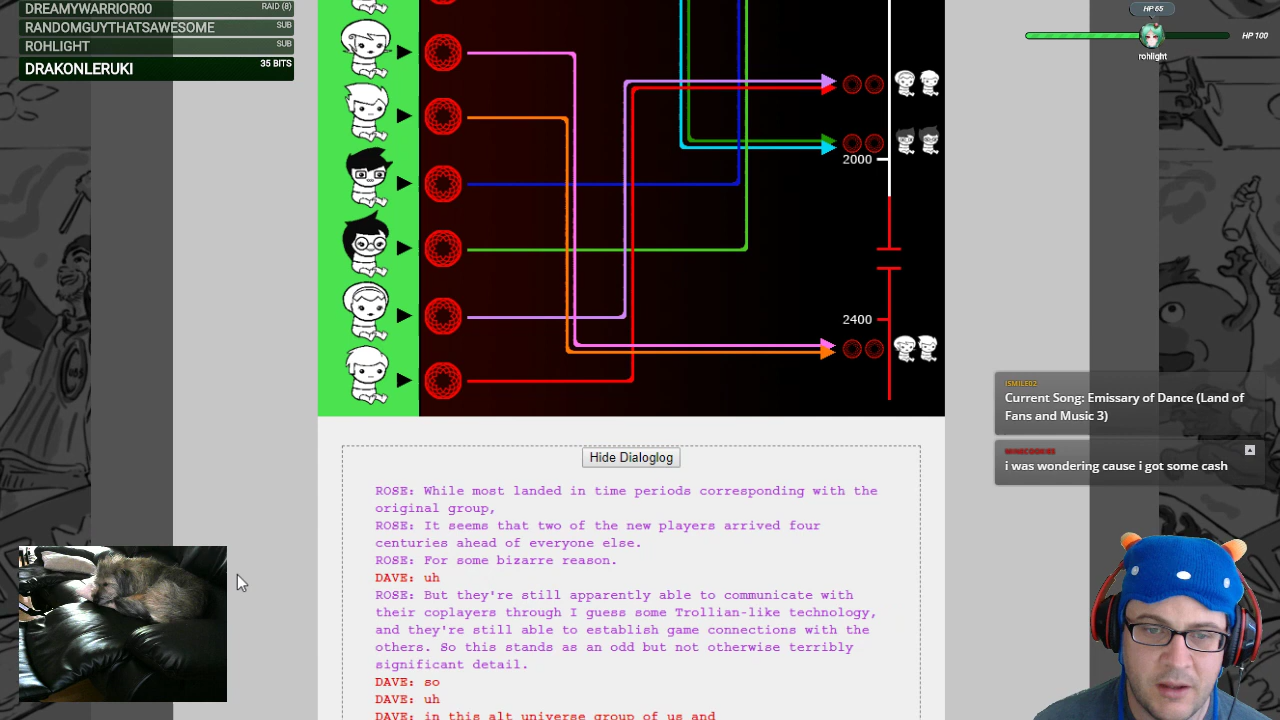 DREAMYWARRIOR00 RAID (8)
RANDOMGUYTHATSAWESOME SUB
ROHLIGHT SUB
DRAKONLERUKI 35 BITS
HP 65
HP 100
rohlight
2000
2400
ISMILE02
Current Song: Emissary of Dance (Land of
Fans and Music 3)
i was wondering cause i got some cash
Hide Dialoglog
ROSE: While most landed in time periods corresponding with the
original group,
ROSE: It seems that two of the new players arrived four
centuries ahead of everyone else.
ROSE: For some bizarre reason.
DAVE: uh
ROSE: But they're still apparently able to communicate with
their coplayers through I guess some Trollian-like technology,
and they're still able to establish game connections with the
others. So this stands as an odd but not otherwise terribly
significant detail.
DAVE: so
DAVE: uh
DAVE: in this alt universe group of us and